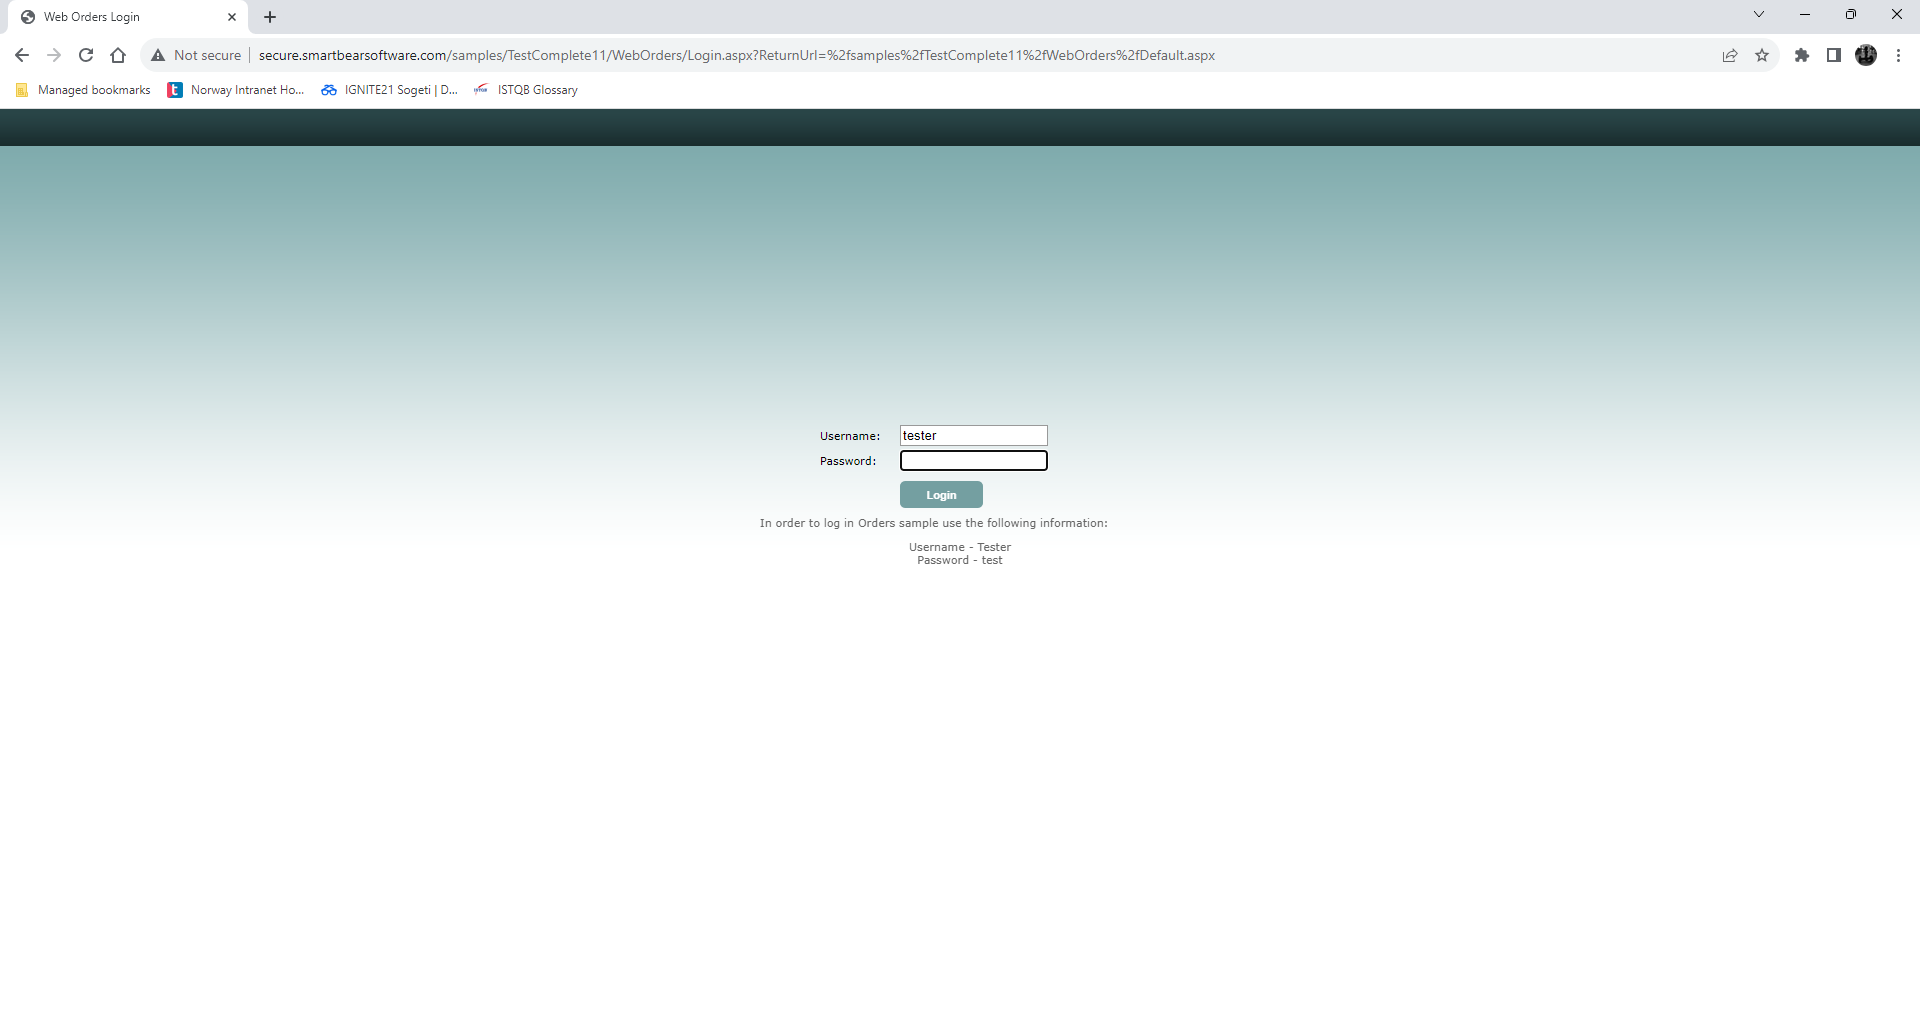 Web Orders Login
Not secure secure.smartbearsoftware.com/samples/TestComplete11/WebOrders/Login.aspx?ReturnUrl=%2fsamples%2fTestComplete11%2fWebOrders%2fDefault.aspx
Managed bookmarks t Norway Intranet Ho... IGNITE21 Sogeti | D... ISTQB ISTQB Glossary
Username: tester
Password:
Login
In order to log in Orders sample use the following information:
Username - Tester
Password - test